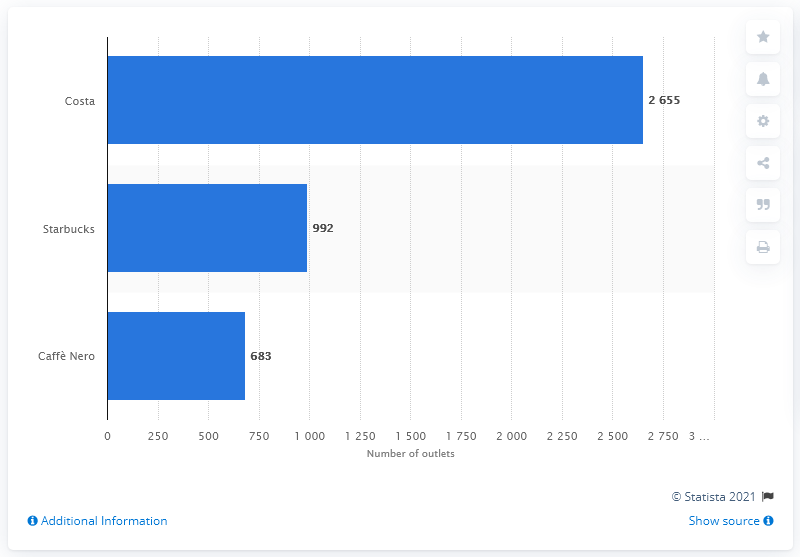 Costa
2 655
Starbucks
992
Caffè Nero
683
0 250 500 750 1 000 1 250 1 500 1 750 2 000 2 250 2 500 2 750 3 ...
Number of outlets
© Statista 2021
Additional Information
Show source